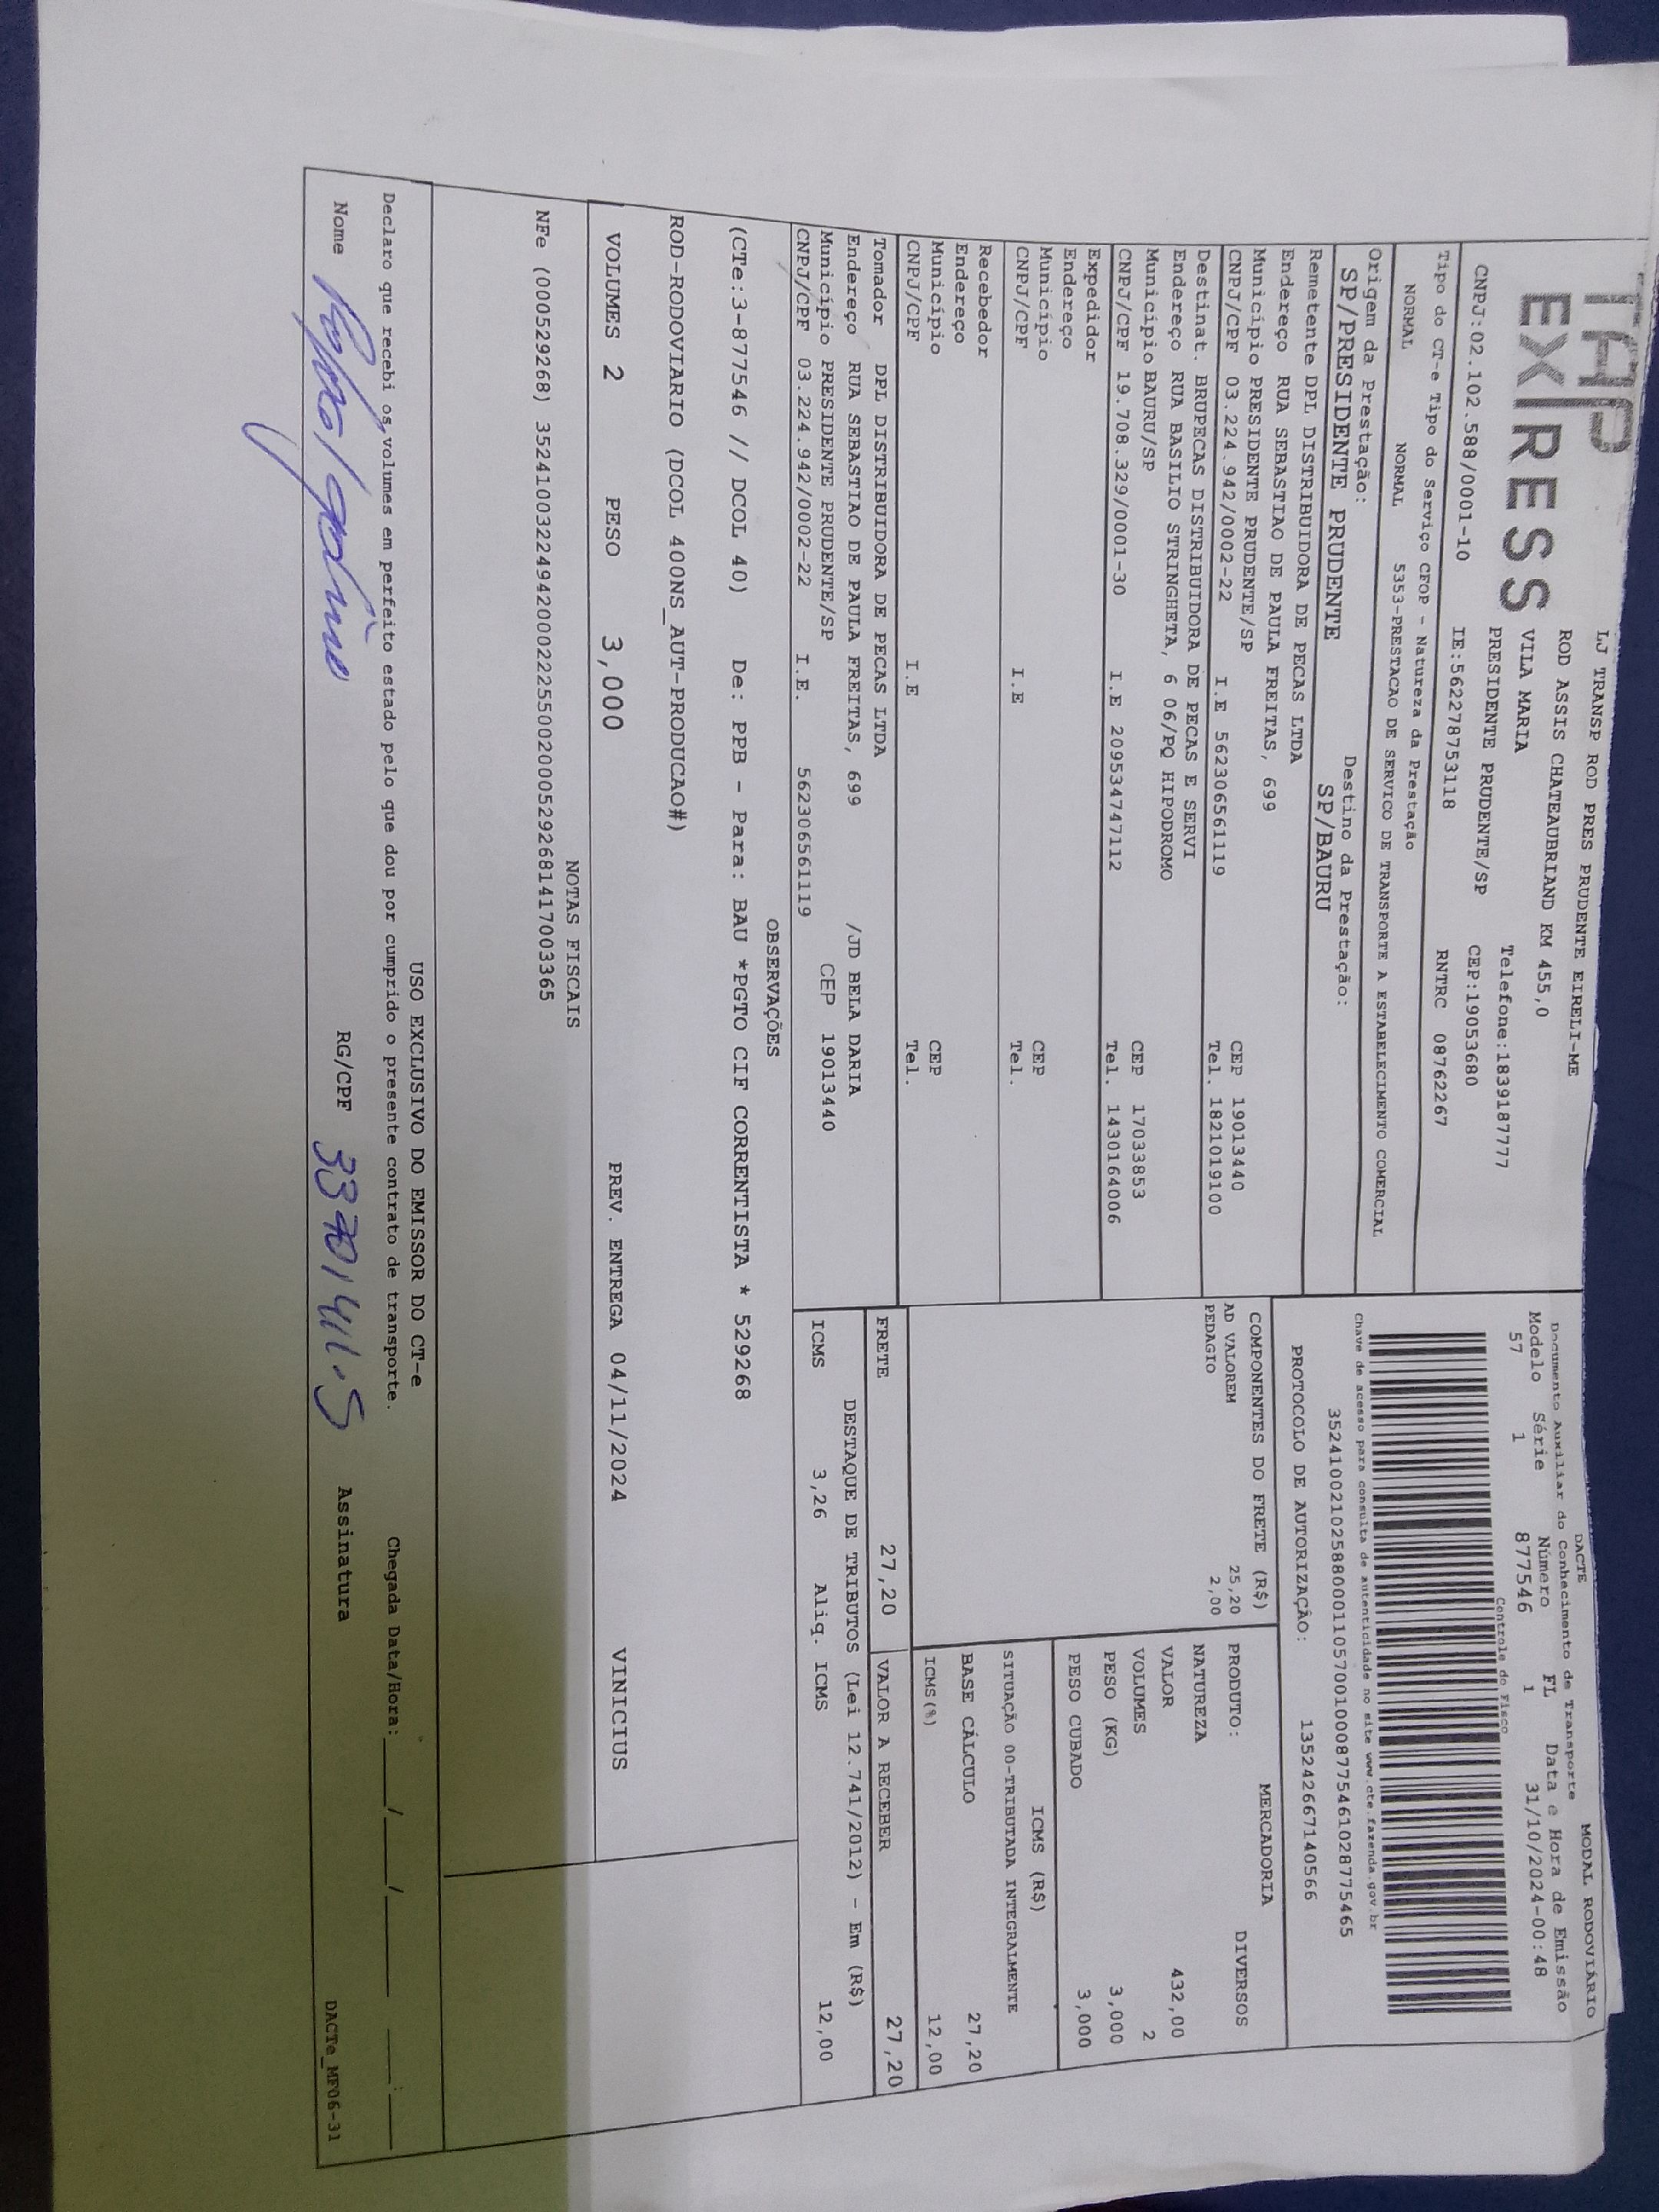 TAP
EXPRESS
LJ TRANSP ROD PRES PRUDENTE EIRELI-ME
ROD ASSIS CHATEAUBRIAND KM 455,0
VILA MARIA Telefone:1839187777
PRESIDENTE PRUDENTE/SP CEP:19053680
CNPJ:02.102.588/0001-10 IE:562278753118 RNTRC 08762267
DACTE MODAL RODOVIÁRIO
Documento Auxiliar do Conhecimento de Transporte
Modelo Série Número FL Data e Hora de Emissão
57 1 877546 1 31/10/2024-00:48
Controle do Fisco
Chave de acesso para consulta de autenticidade no site www.cte.fazenda.gov.br
35241002102588000110570010008775461028775465
PROTOCOLO DE AUTORIZAÇÃO: 135242667140566
Tipo do CT-e Tipo do Serviço CFOP - Natureza da Prestação
NORMAL NORMAL 5353-PRESTACAO DE SERVICO DE TRANSPORTE A ESTABELECIMENTO COMERCIAL
Origem da Prestação: Destino da Prestação:
SP/PRESIDENTE PRUDENTE SP/BAURU
Remetente DPL DISTRIBUIDORA DE PECAS LTDA
Endereço RUA SEBASTIAO DE PAULA FREITAS, 699
Município PRESIDENTE PRUDENTE/SP CEP 19013440
CNPJ/CPF 03.224.942/0002-22 I.E 562306561119 Tel. 1821019100
Destinat. BRUPECAS DISTRIBUIDORA DE PECAS E SERVI
Endereço RUA BASILIO STRINGHETA, 6 06/PQ HIPODROMO
Município BAURU/SP CEP 17033853
CNPJ/CPF 19.708.329/0001-30 I.E 209534747112 Tel. 1430164006
Expedidor
Endereço
Município CEP
CNPJ/CPF I.E Tel.
Recebedor
Endereço
Município CEP
CNPJ/CPF I.E Tel.
Tomador DPL DISTRIBUIDORA DE PECAS LTDA
Endereço RUA SEBASTIAO DE PAULA FREITAS, 699 /JD BELA DARIA
Município PRESIDENTE PRUDENTE/SP CEP 19013440
CNPJ/CPF 03.224.942/0002-22 I.E. 562306561119
COMPONENTES DO FRETE (R$)
AD VALOREM 25,20
PEDAGIO 2,00
MERCADORIA
PRODUTO: DIVERSOS
NATUREZA
VALOR 432,00
VOLUMES 2
PESO (KG) 3,000
PESO CUBADO 3,000
ICMS (R$)
SITUAÇÃO 00-TRIBUTADA INTEGRALMENTE
BASE CÁLCULO 27,20
ICMS(%) 12,00
FRETE 27,20 VALOR A RECEBER 27,20
DESTAQUE DE TRIBUTOS (Lei 12.741/2012) - Em (R$)
ICMS 3,26 Aliq. ICMS 12,00
OBSERVAÇÕES
(CTe:3-877546 // DCOL 40) De: PPB - Para: BAU *PGTO CIF CORRENTISTA * 529268
ROD-RODOVIARIO (DCOL 400NS_AUT-PRODUCAO#)
VOLUMES 2 PESO 3,000 PREV. ENTREGA 04/11/2024 VINICIUS
NOTAS FISCAIS
NFe (000529268) 35241003224942000222550020005292681417003365
USO EXCLUSIVO DO EMISSOR DO CT-e
Declaro que recebi os volumes em perfeito estado pelo que dou por cumprido o presente contrato de transporte. Chegada Data/Hora: ____/____/______ ____:____
Nome RG/CPF Assinatura
DACTe_MF06-31